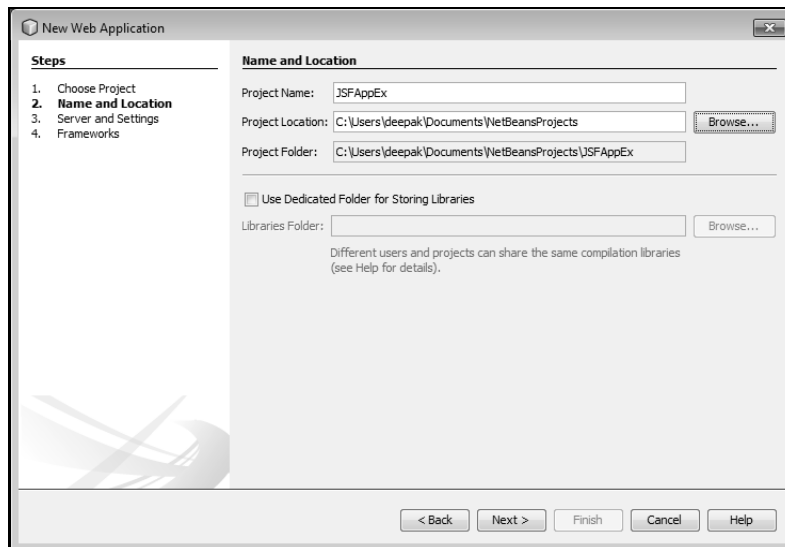 New Web Application
Steps
1. Choose Project
2. Name and Location
3. Server and Settings
4. Frameworks
Name and Location
Project Name: JSFAppEx
Project Location: C:\Users\deepak\Documents\NetBeansProjects Browse...
Project Folder: C:\Users\deepak\Documents\NetBeansProjects\JSFAppEx
Use Dedicated Folder for Storing Libraries
Libraries Folder: Browse...
Different users and projects can share the same compilation libraries
(see Help for details).
< Back Next > Finish Cancel Help